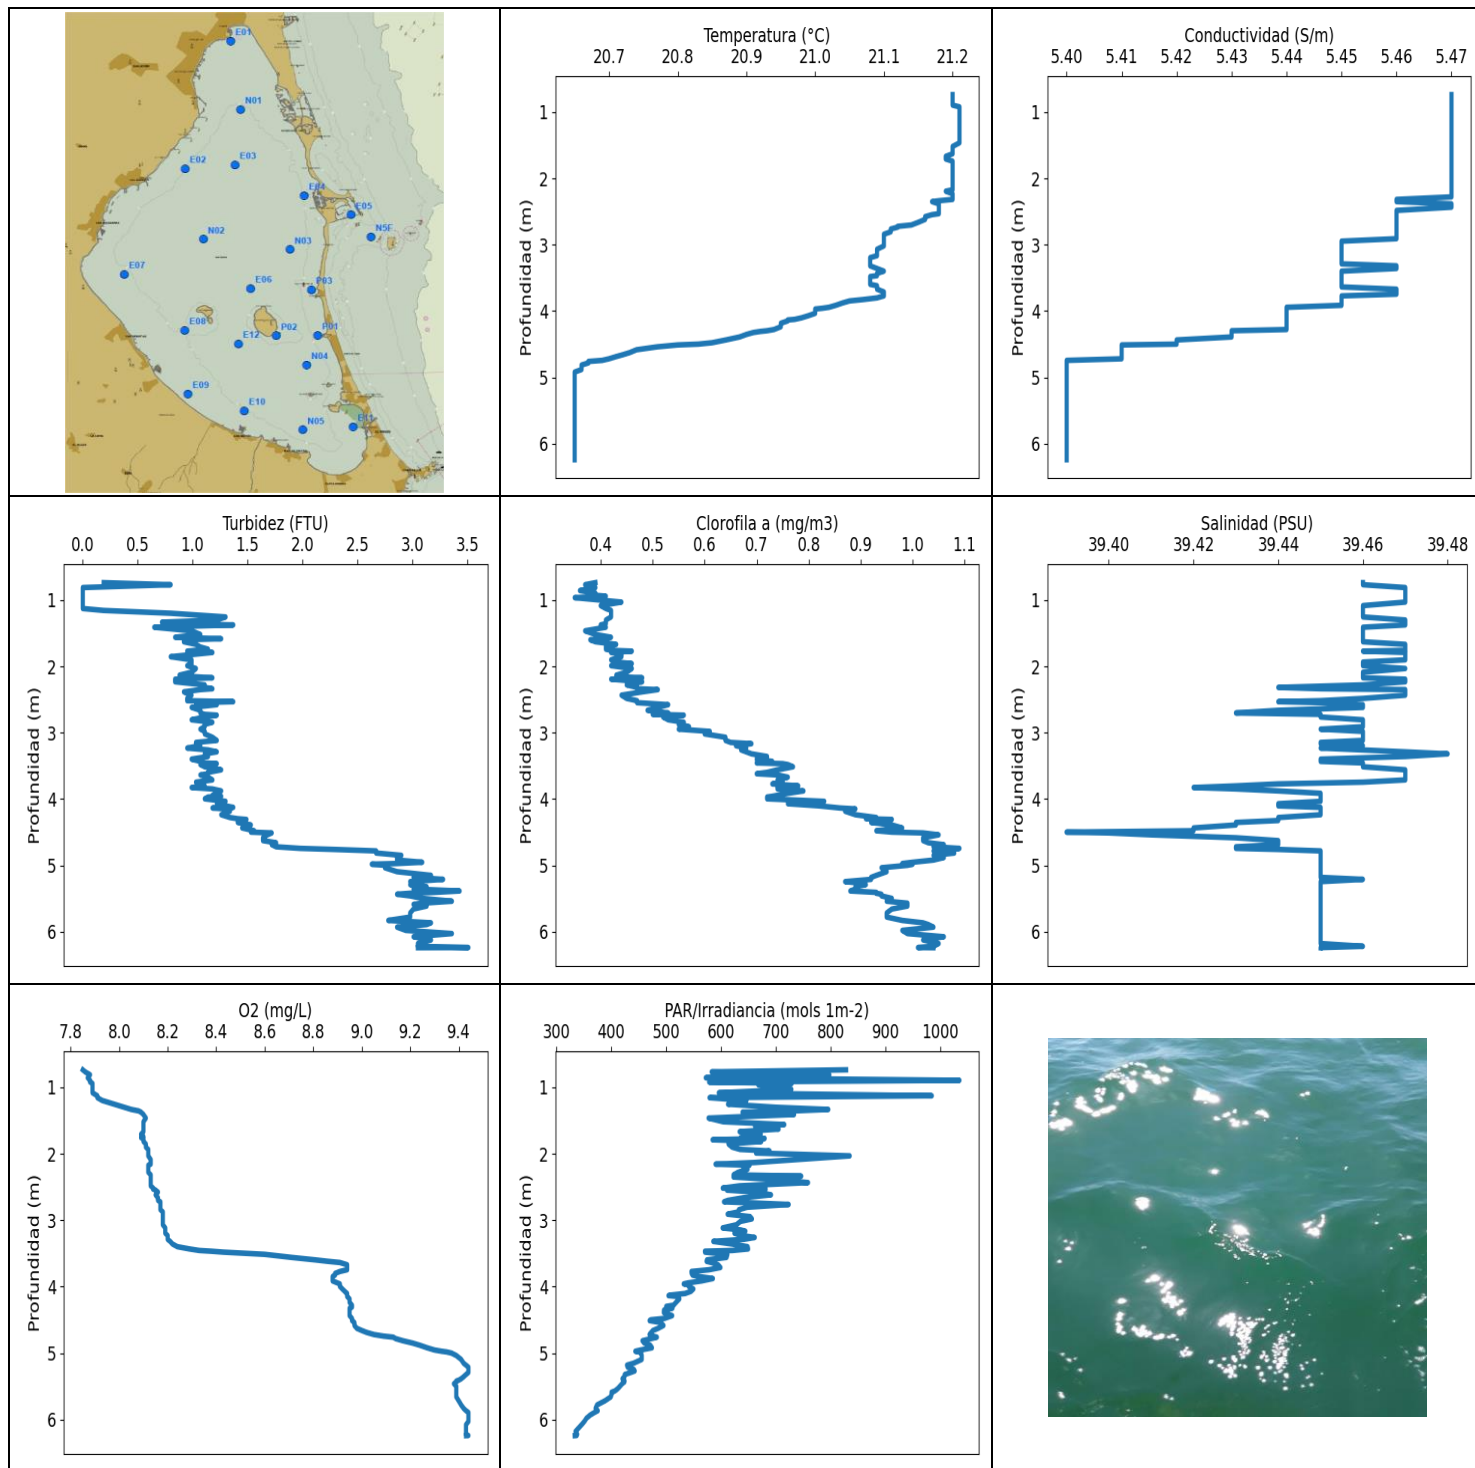 E01
N01
E02
E03
E04
E05
N5F
N02
N03
E07
E06
P03
E08
P02
P01
E12
N04
E09
E10
N05
E11
Temperatura (°C)
20.7 20.8 20.9 21.0 21.1 21.2
Profundidad (m)
1
2
3
4
5
6
Conductividad (S/m)
5.40 5.41 5.42 5.43 5.44 5.45 5.46 5.47
Profundidad (m)
1
2
3
4
5
6
Turbidez (FTU)
0.0 0.5 1.0 1.5 2.0 2.5 3.0 3.5
Profundidad (m)
1
2
3
4
5
6
Clorofila a (mg/m3)
0.4 0.5 0.6 0.7 0.8 0.9 1.0 1.1
Profundidad (m)
1
2
3
4
5
6
Salinidad (PSU)
39.40 39.42 39.44 39.46 39.48
Profundidad (m)
1
2
3
4
5
6
O2 (mg/L)
7.8 8.0 8.2 8.4 8.6 8.8 9.0 9.2 9.4
Profundidad (m)
1
2
3
4
5
6
PAR/Irradiancia (mols 1m-2)
300 400 500 600 700 800 900 1000
Profundidad (m)
1
2
3
4
5
6